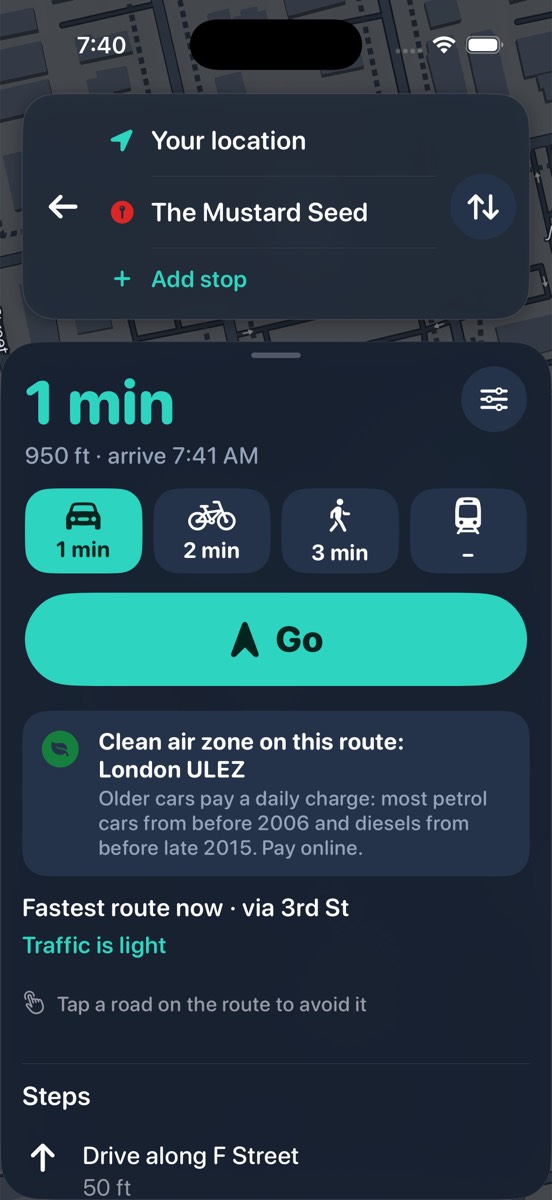 7:40
Your location
The Mustard Seed
Add stop
1 min
950 ft · arrive 7:41 AM
1 min
2 min
3 min
–
Go
Clean air zone on this route:
London ULEZ
Older cars pay a daily charge: most petrol
cars from before 2006 and diesels from
before late 2015. Pay online.
Fastest route now · via 3rd St
Traffic is light
Tap a road on the route to avoid it
Steps
Drive along F Street
50 ft